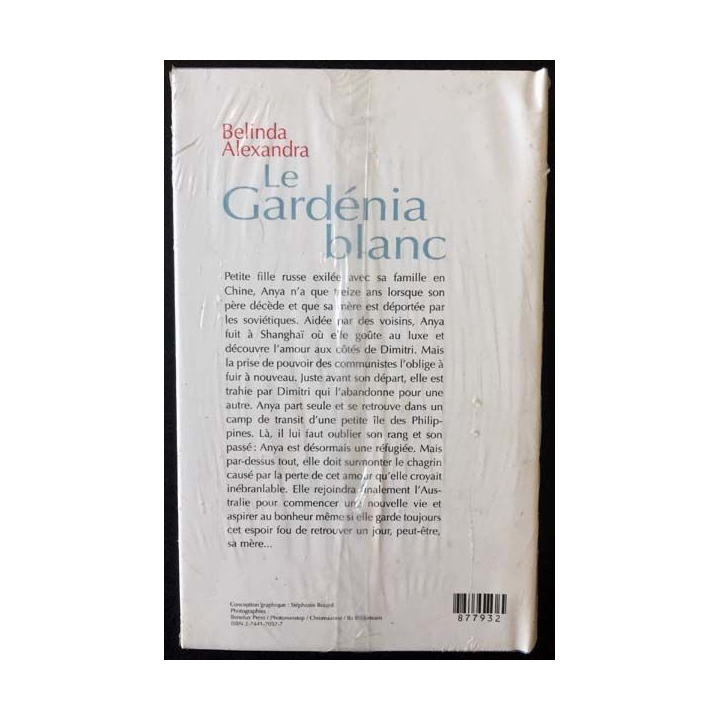 Belinda
Alexandra
Le
Gardénia
blanc
Petite fille russe exilée avec sa famille en
Chine, Anya n'a que treize ans lorsque son
père décède et que sa mère est déportée par
les soviétiques. Aidée par des voisins, Anya
fuit à Shanghaï où elle goûte au luxe et
découvre l'amour aux côtés de Dimitri. Mais
la prise de pouvoir des communistes l'oblige à
fuir à nouveau. Juste avant son départ, elle est
trahie par Dimitri qui l'abandonne pour une
autre. Anya part seule et se retrouve dans un
camp de transit d'une petite île des Philip-
pines. Là, il lui faut oublier son rang et son
passé : Anya est désormais une réfugiée. Mais
par-dessus tout, elle doit surmonter le chagrin
causé par la perte de cet amour qu'elle croyait
inébranlable. Elle rejoindra finalement l'Aus-
tralie pour commencer une nouvelle vie et
aspirer au bonheur même si elle garde toujours
cet espoir fou de retrouver un jour, peut-être,
sa mère...
Conception graphique : Stéphanie
Photographies :
Press / Photononstop /
ISBN
877932